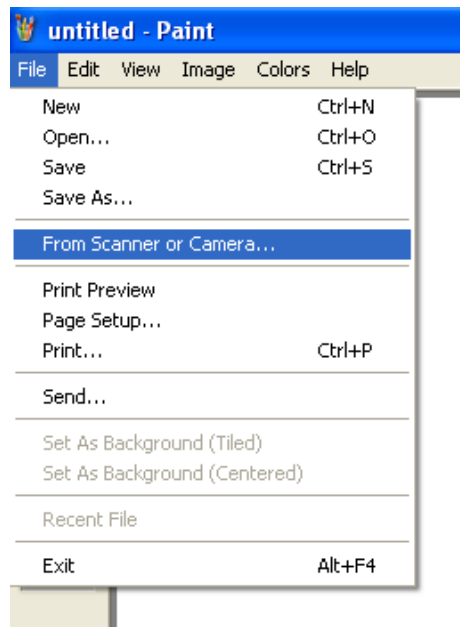 untitled - Paint
File Edit View Image Colors Help
New Ctrl+N
Open... Ctrl+O
Save Ctrl+S
Save As...
From Scanner or Camera...
Print Preview
Page Setup...
Print... Ctrl+P
Send...
Set As Background (Tiled)
Set As Background (Centered)
Recent File
Exit Alt+F4